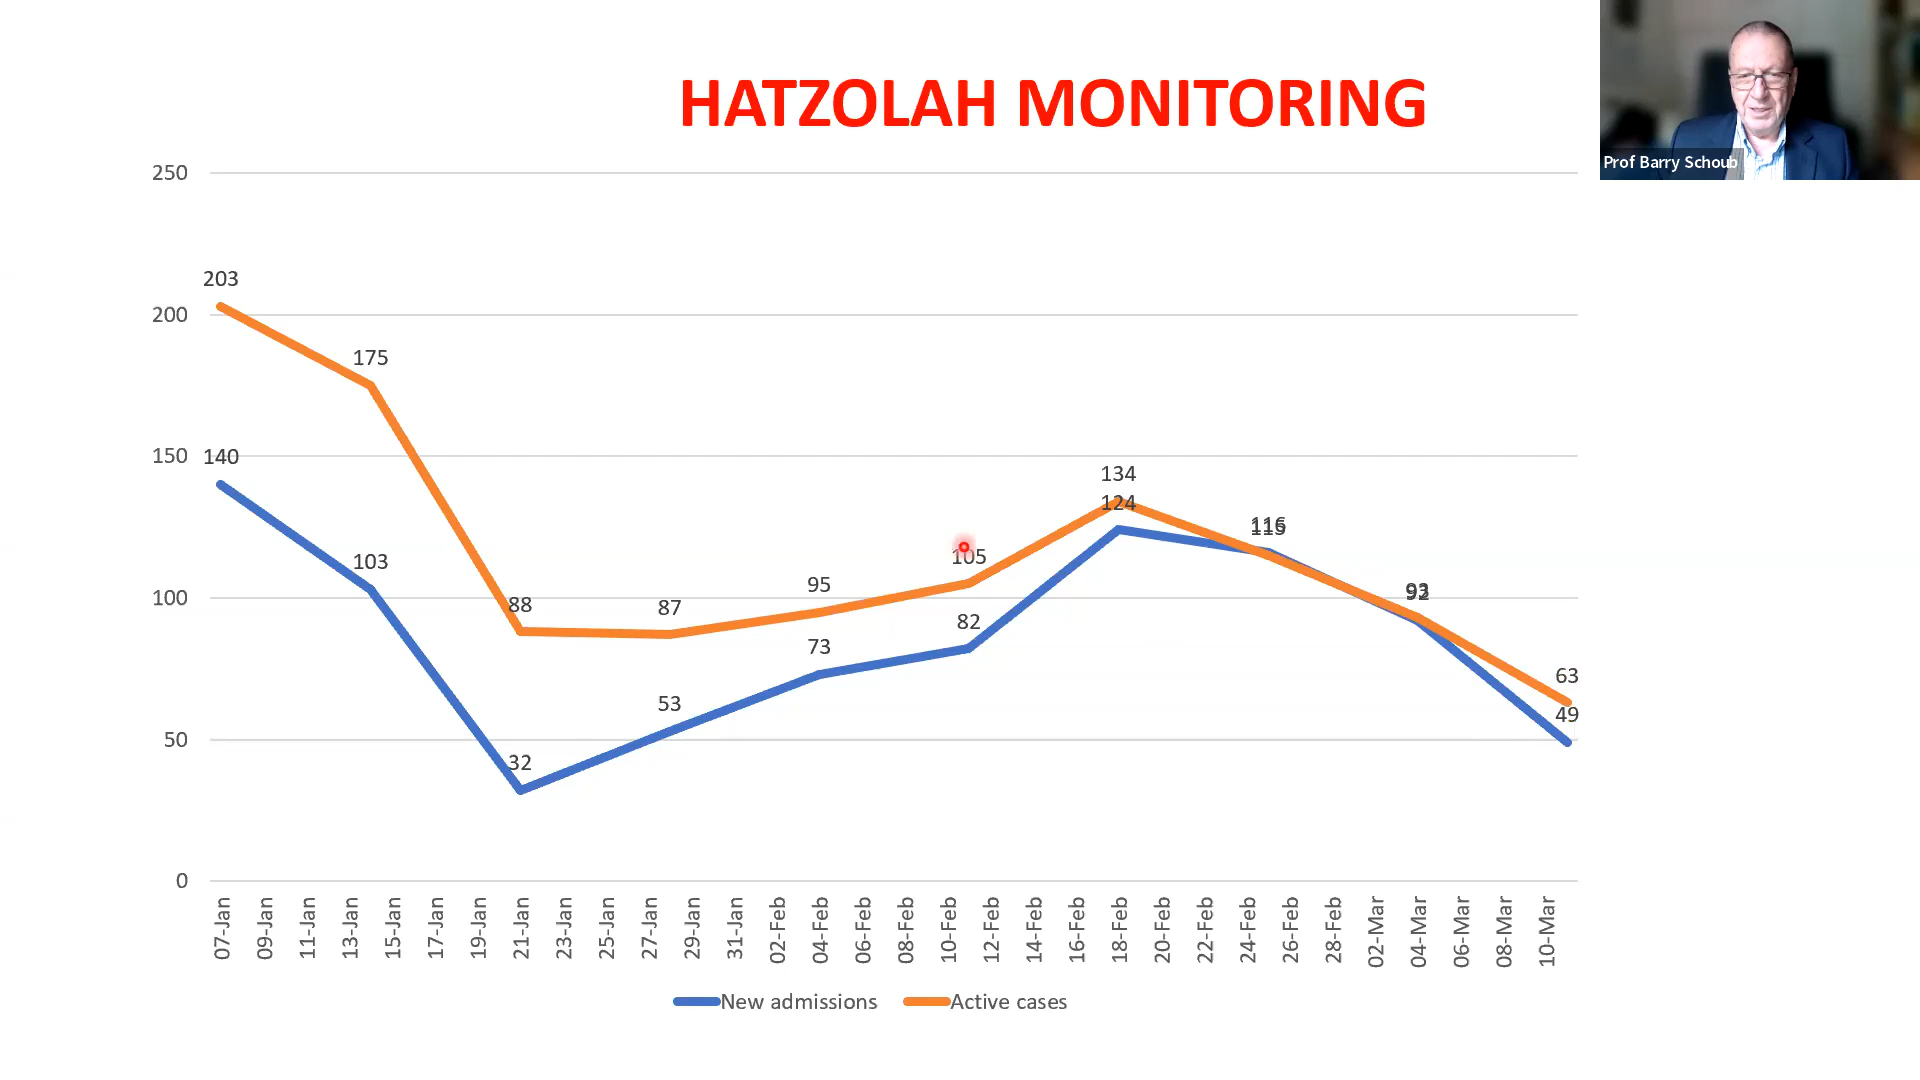 HATZOLAH MONITORING
Prof Barry Schoub
250
203
200
175
150
140
134
124
116
115
105
103
100
95
93
92
88
87
82
73
63
53
50
49
32
0
07-Jan
09-Jan
11-Jan
13-Jan
15-Jan
17-Jan
19-Jan
21-Jan
23-Jan
25-Jan
27-Jan
29-Jan
31-Jan
02-Feb
04-Feb
06-Feb
08-Feb
10-Feb
12-Feb
14-Feb
16-Feb
18-Feb
20-Feb
22-Feb
24-Feb
26-Feb
28-Feb
02-Mar
04-Mar
06-Mar
08-Mar
10-Mar
New admissions
Active cases